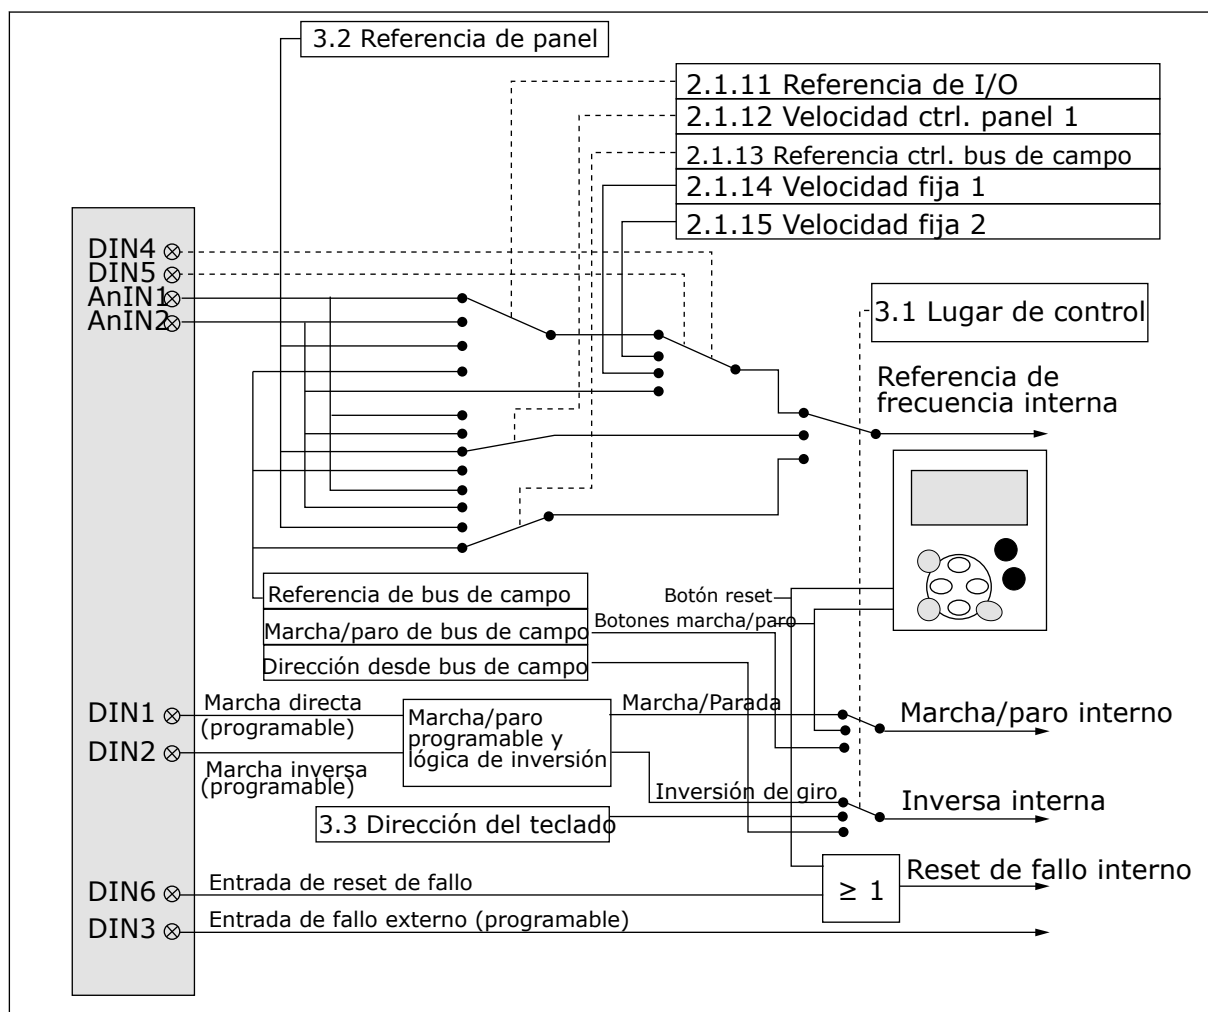 3.2 Referencia de panel
2.1.11 Referencia de I/O
2.1.12 Velocidad ctrl. panel 1
2.1.13 Referencia ctrl. bus de campo
2.1.14 Velocidad fija 1
2.1.15 Velocidad fija 2
DIN4
DIN5
AnIN1
AnIN2
3.1 Lugar de control
Referencia de
frecuencia interna
Referencia de bus de campo
Marcha/paro de bus de campo
Dirección desde bus de campo
Botón reset
Botones marcha/paro
DIN1
Marcha directa
(programable)
DIN2
Marcha inversa
(programable)
Marcha/paro
programable y
lógica de inversión
Marcha/Parada
Marcha/paro interno
Inversión de giro
Inversa interna
3.3 Dirección del teclado
≥ 1
Reset de fallo interno
DIN6
Entrada de reset de fallo
DIN3
Entrada de fallo externo (programable)